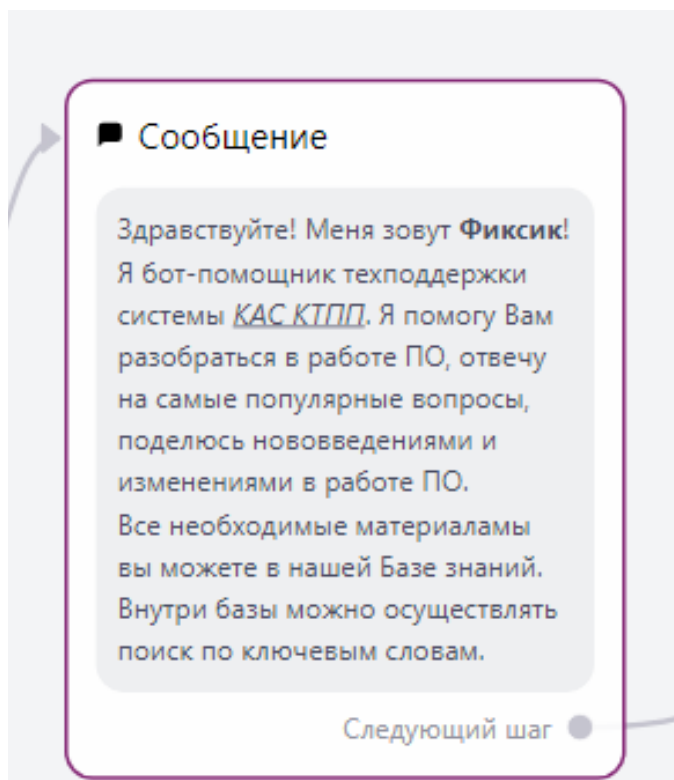 Сообщение
Здравствуйте! Меня зовут Фиксик!
Я бот-помощник техподдержки
системы КАС КТПП. Я помогу Вам
разобраться в работе ПО, отвечу
на самые популярные вопросы,
поделюсь нововведениями и
изменениями в работе ПО.
Все необходимые материаламы
вы можете в нашей Базе знаний.
Внутри базы можно осуществлять
поиск по ключевым словам.
Следующий шаг